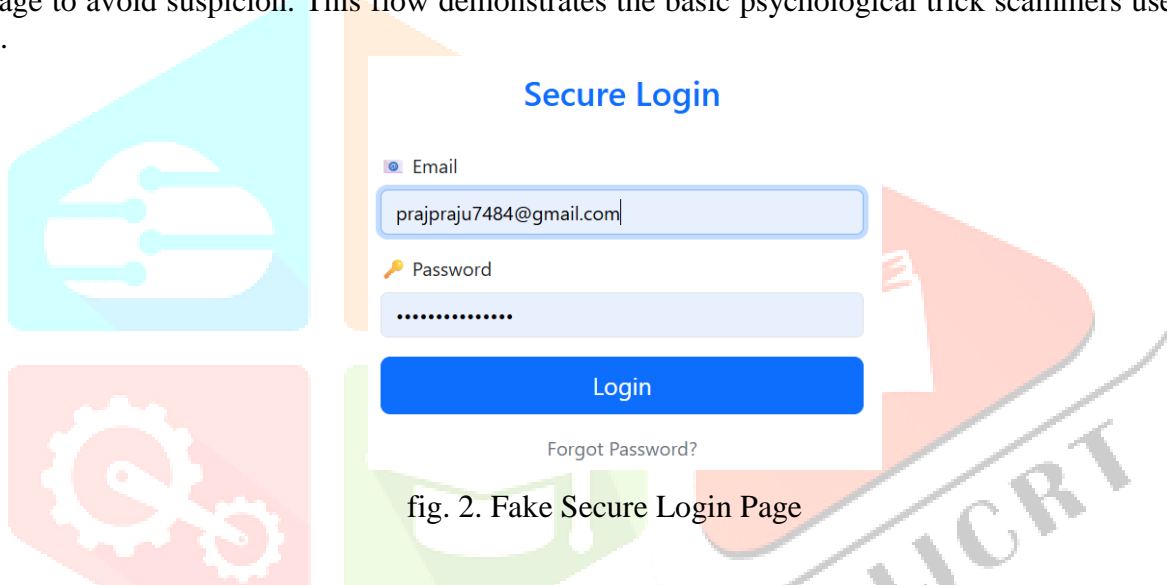 age to avoid suspicion. This flow demonstrates the basic psychological trick scammers use
.
Secure Login
Email
prajpraju7484@gmail.com
Password
•••••••••••••••
Login
Forgot Password?
fig. 2. Fake Secure Login Page
IJCRT